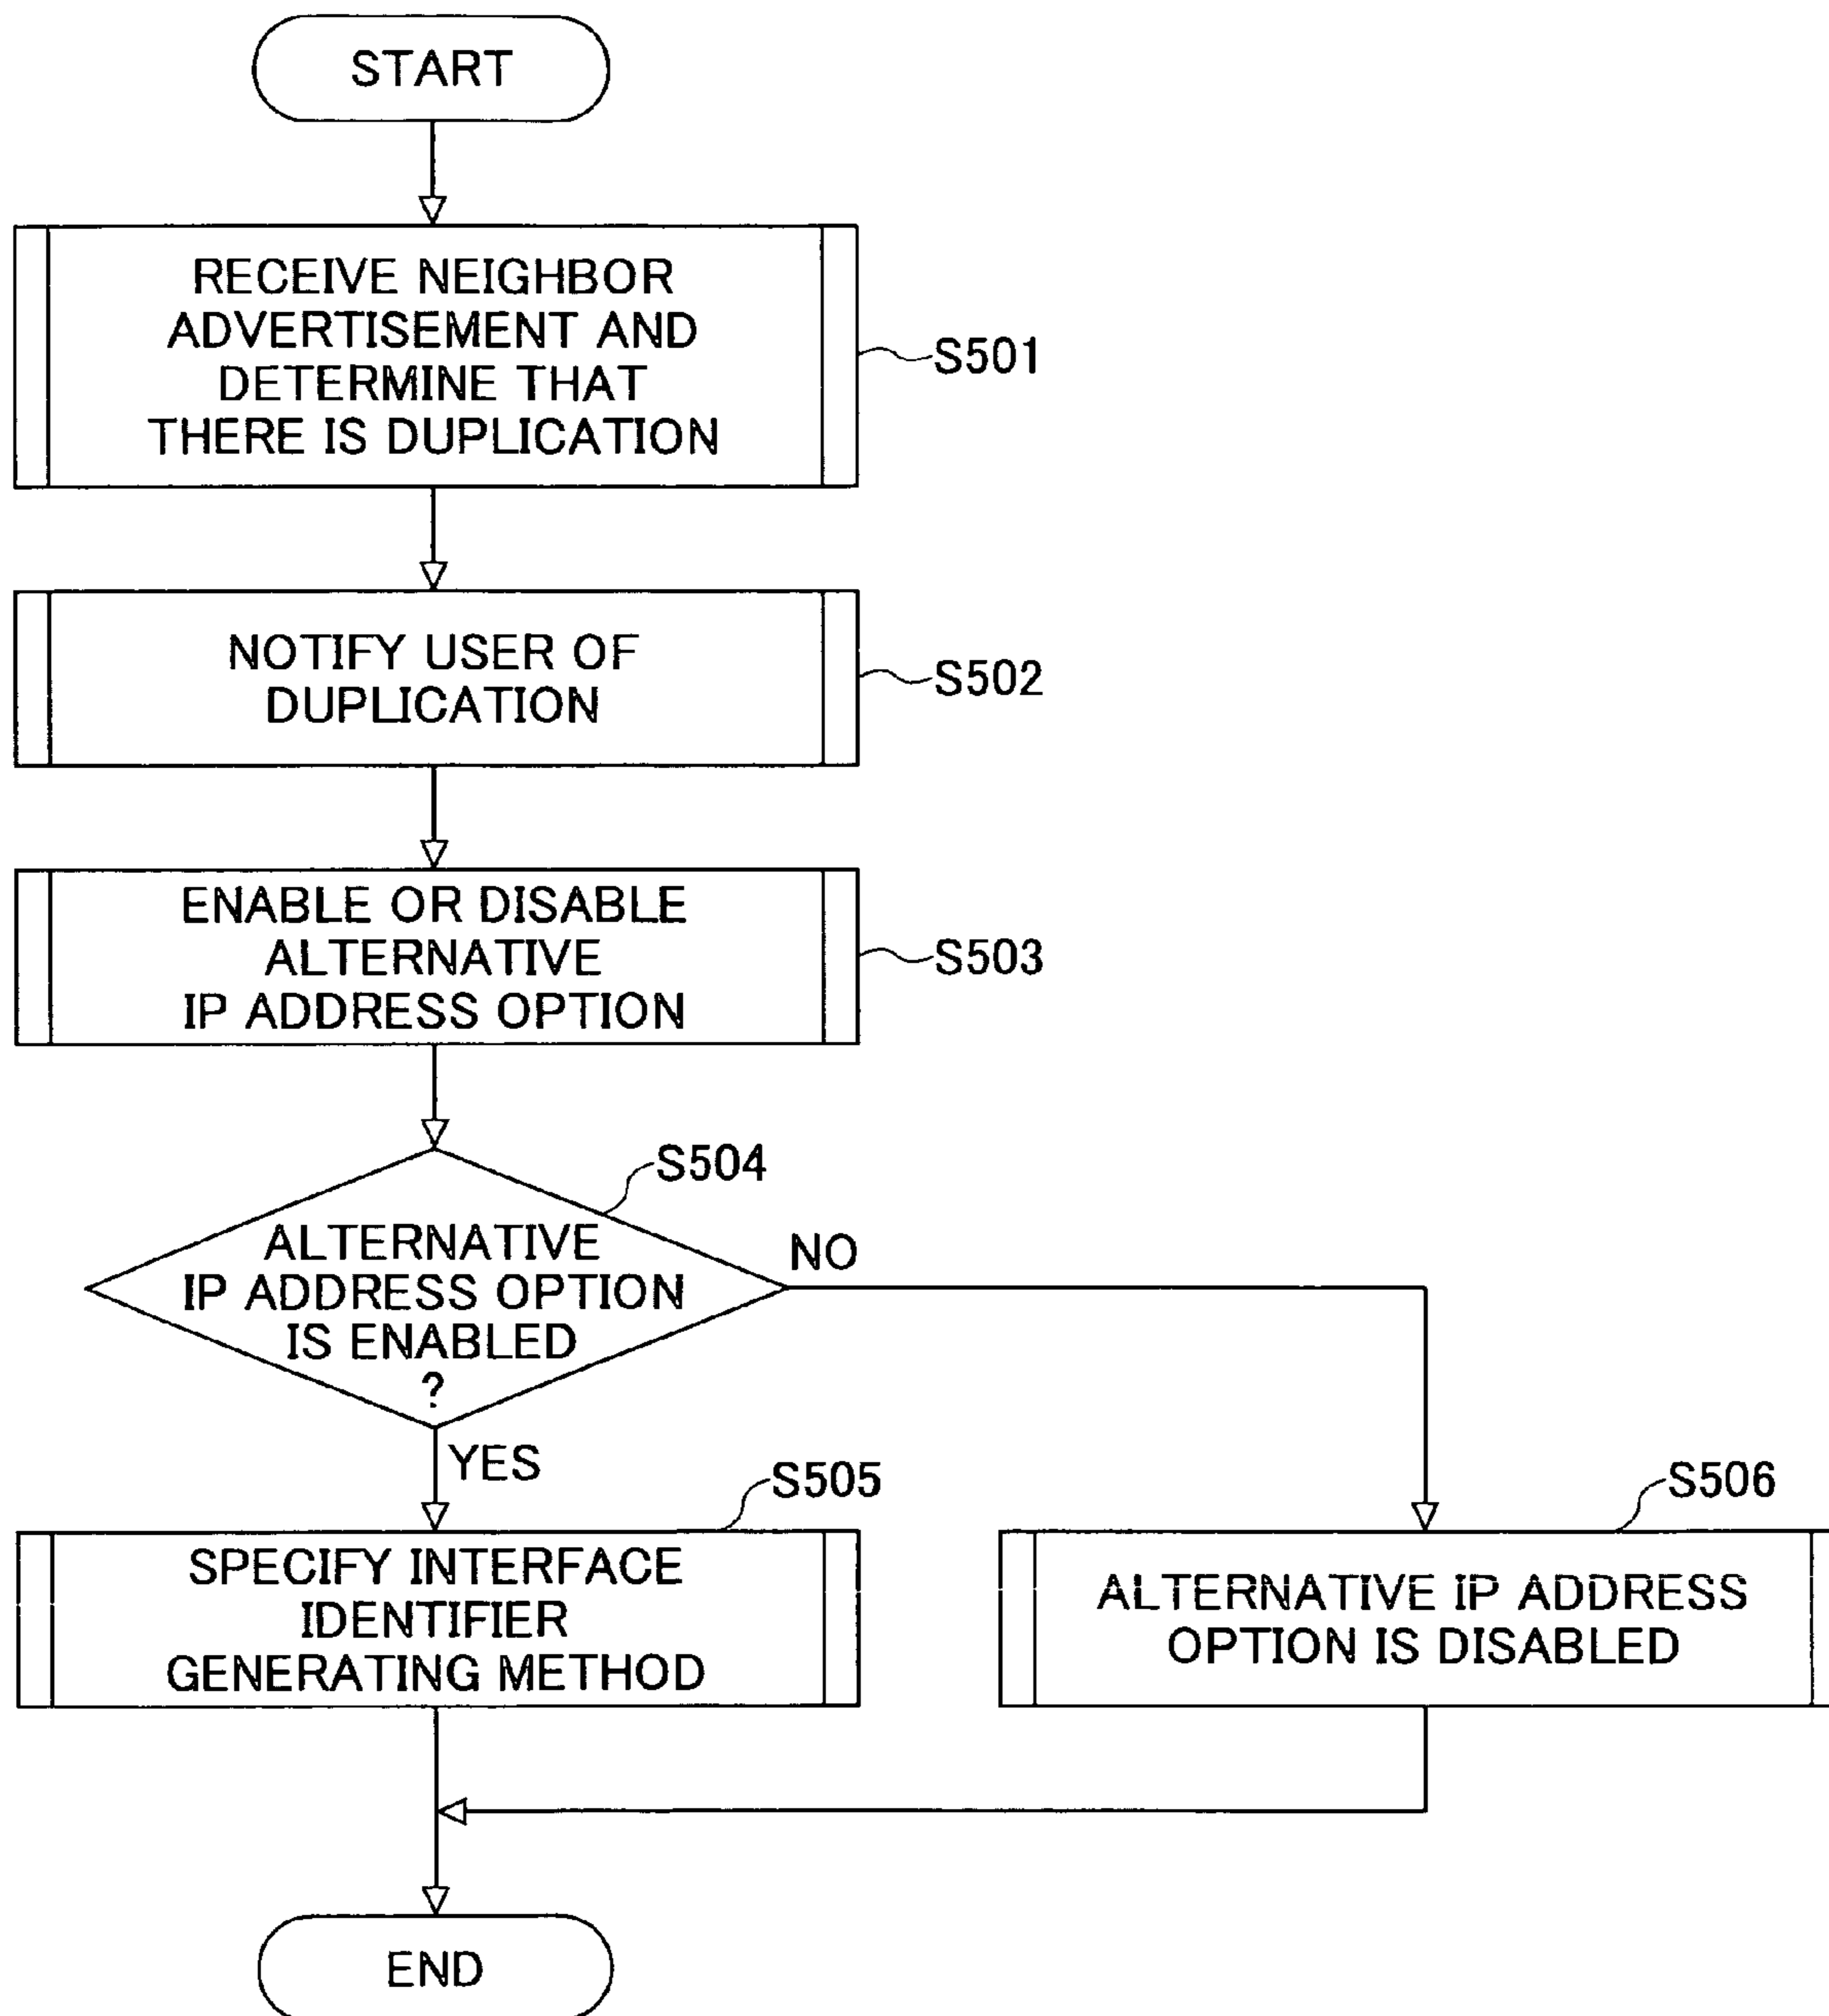 START
RECEIVE NEIGHBOR
ADVERTISEMENT AND
DETERMINE THAT
THERE IS DUPLICATION
S501
NOTIFY USER OF
DUPLICATION
S502
ENABLE OR DISABLE
ALTERNATIVE
IP ADDRESS OPTION
S503
S504
ALTERNATIVE
IP ADDRESS OPTION
IS ENABLED
?
NO
YES
S505
SPECIFY INTERFACE
IDENTIFIER
GENERATING METHOD
S506
ALTERNATIVE IP ADDRESS
OPTION IS DISABLED
END